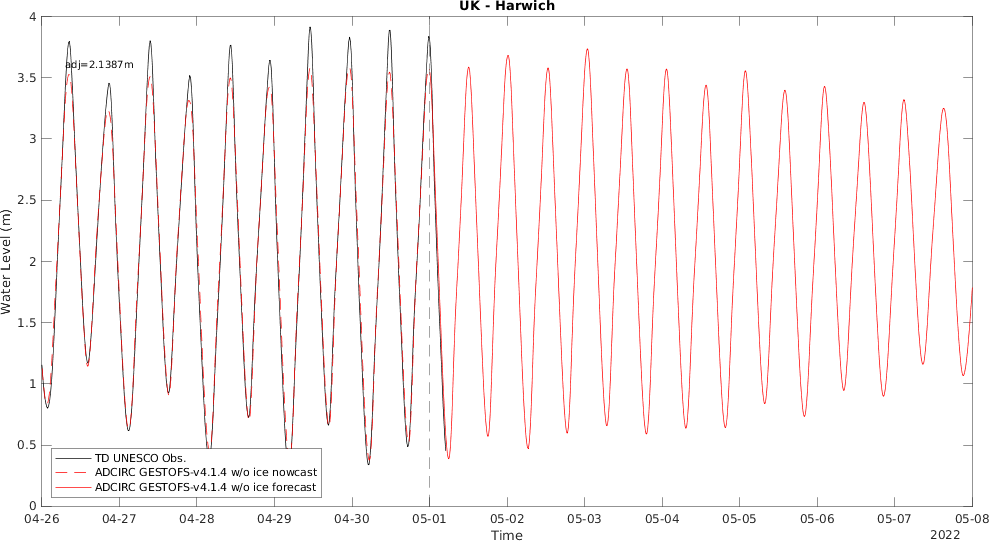 UK - Harwich
4
3.5
3
2.5
2
1.5
1
0.5
0
Water Level (m)
adj=2.1387m
TD UNESCO Obs.
ADCIRC GESTOFS-v4.1.4 w/o ice nowcast
ADCIRC GESTOFS-v4.1.4 w/o ice forecast
04-26 04-27 04-28 04-29 04-30 05-01 05-02 05-03 05-04 05-05 05-06 05-07 05-08
Time
2022